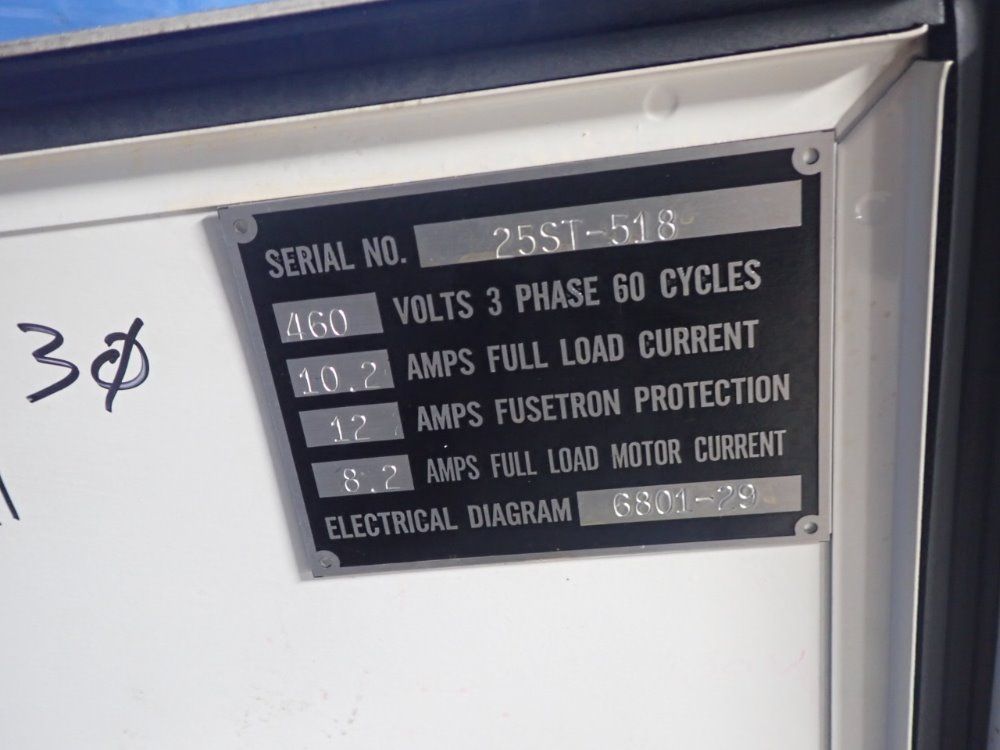 SERIAL NO. 25ST-518
460 VOLTS 3 PHASE 60 CYCLES
10.2 AMPS FULL LOAD CURRENT
12 AMPS FUSETRON PROTECTION
8.2 AMPS FULL LOAD MOTOR CURRENT
ELECTRICAL DIAGRAM 6801-29
3Ø